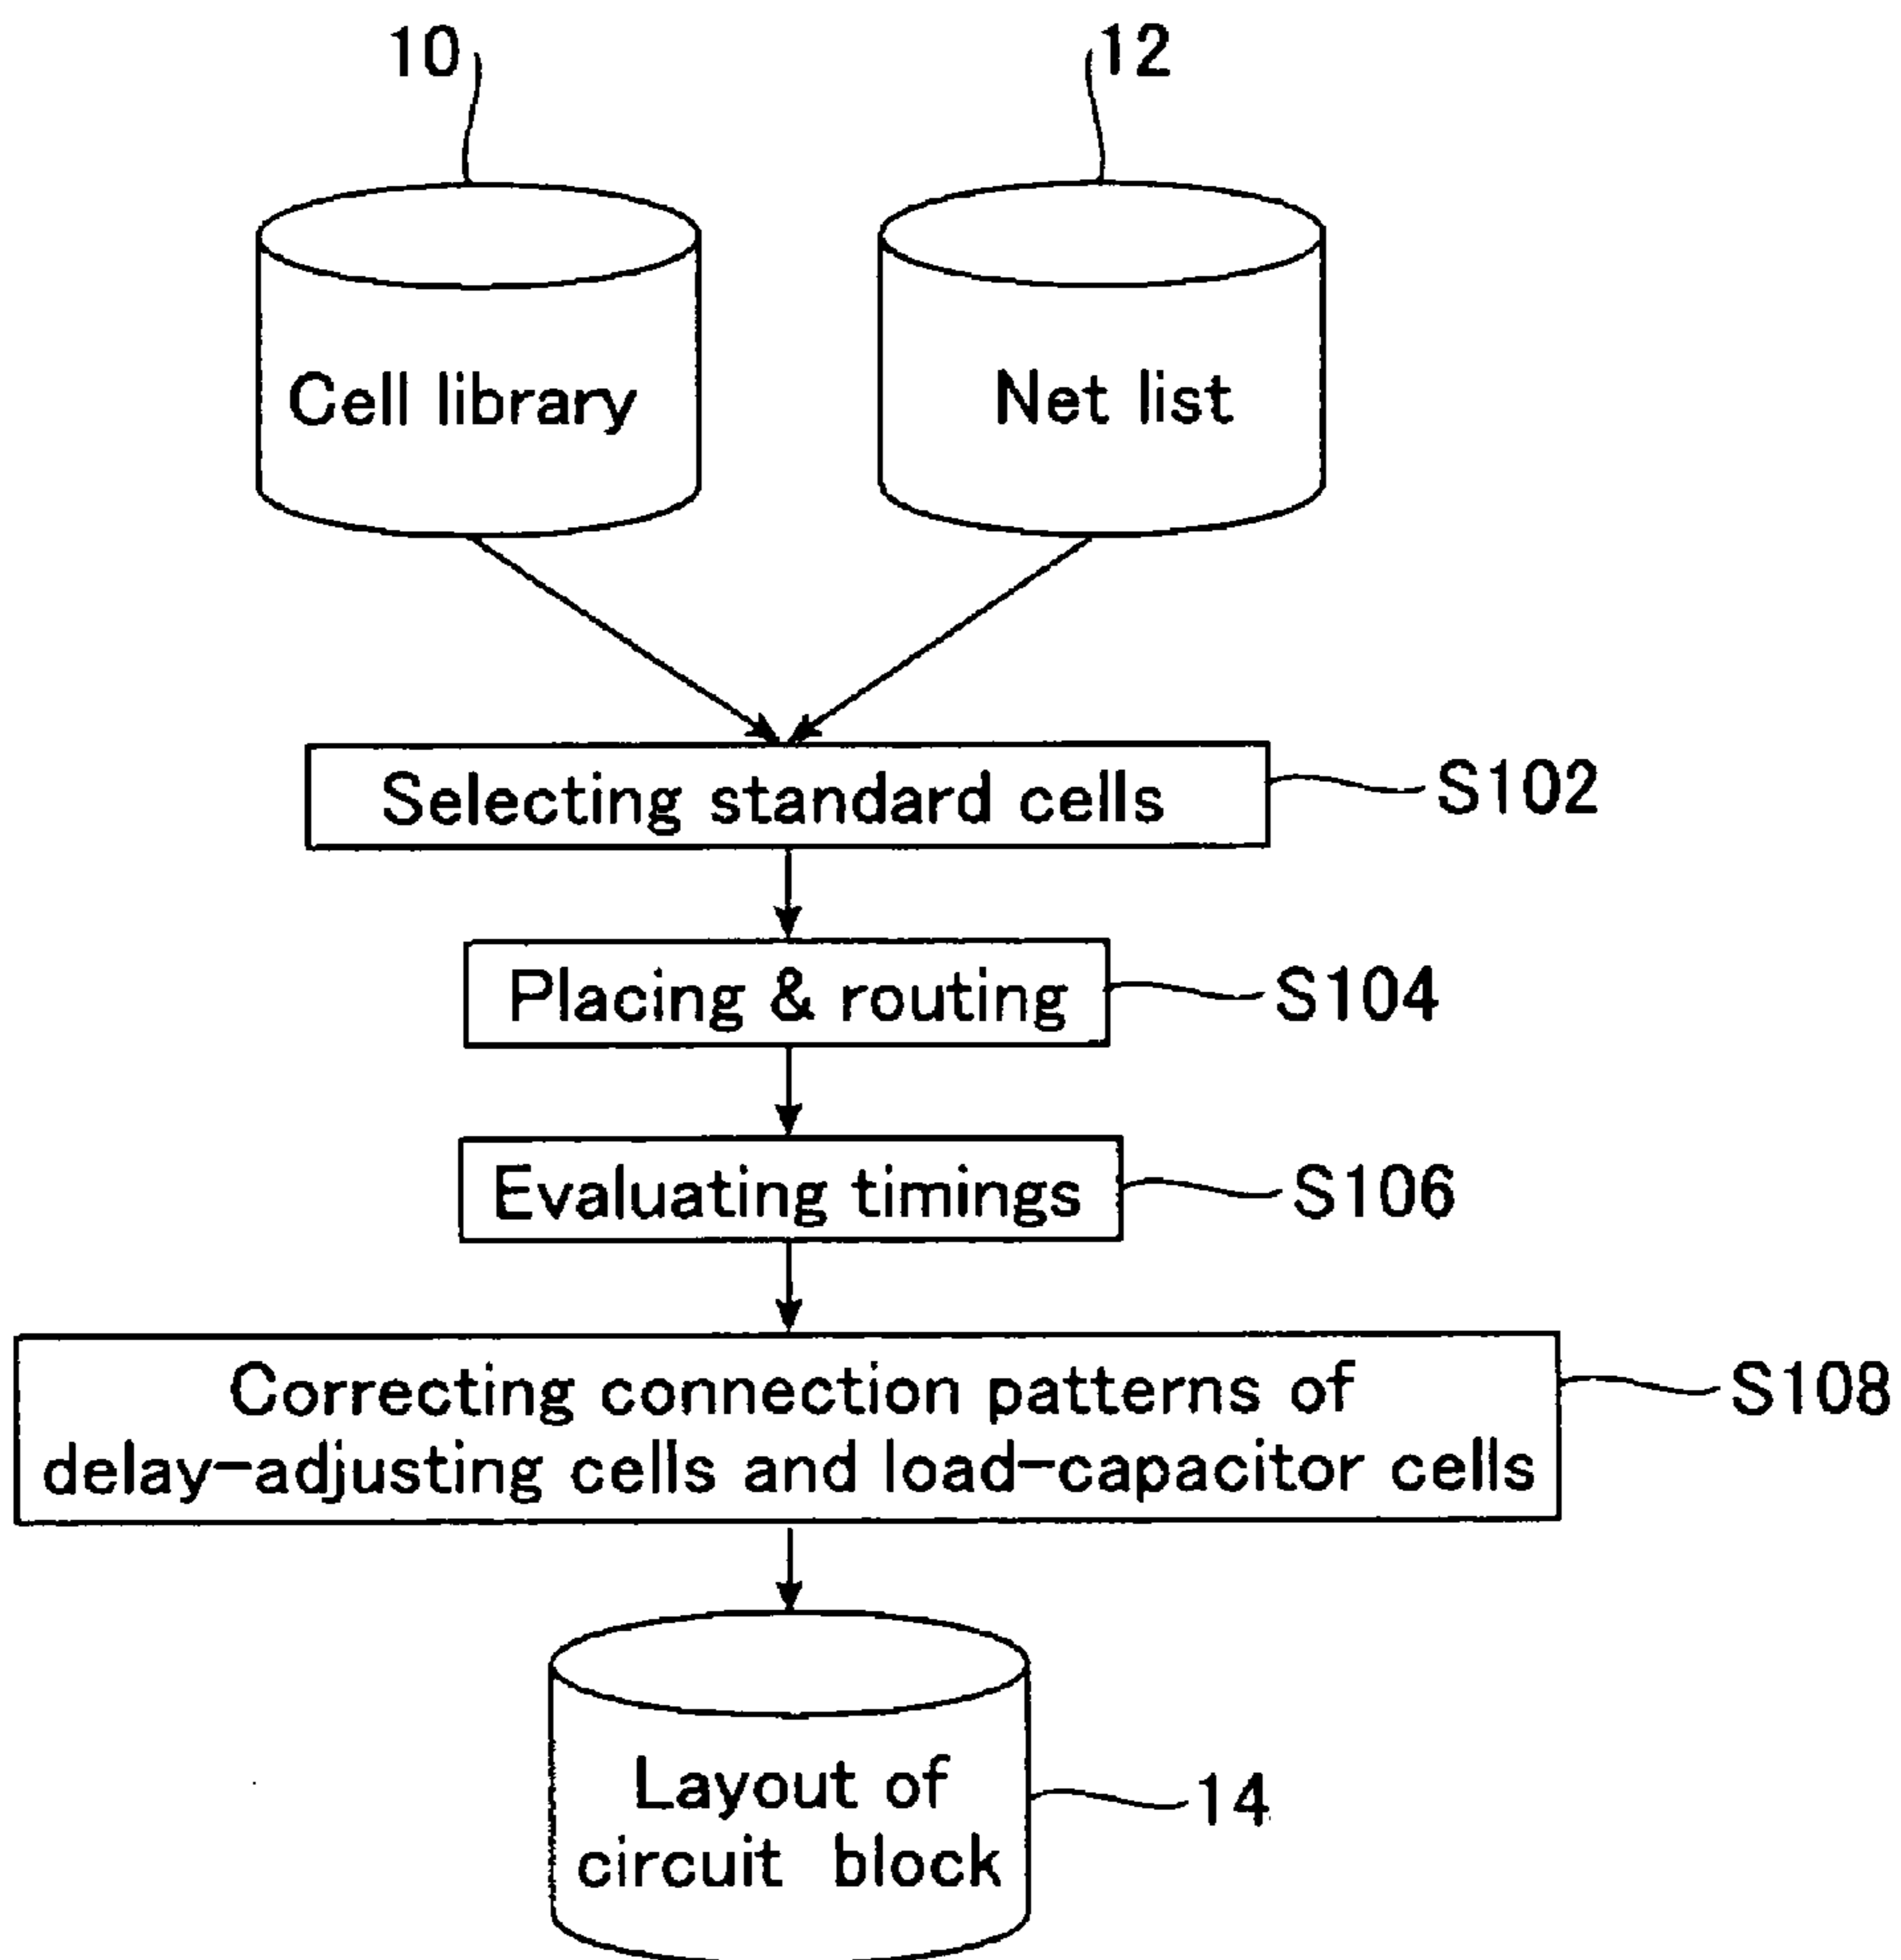 10
12
Cell library
Net list
Selecting standard cells
S102
Placing & routing
S104
Evaluating timings
S106
Correcting connection patterns of
delay-adjusting cells and load-capacitor cells
S108
Layout of
circuit block
14